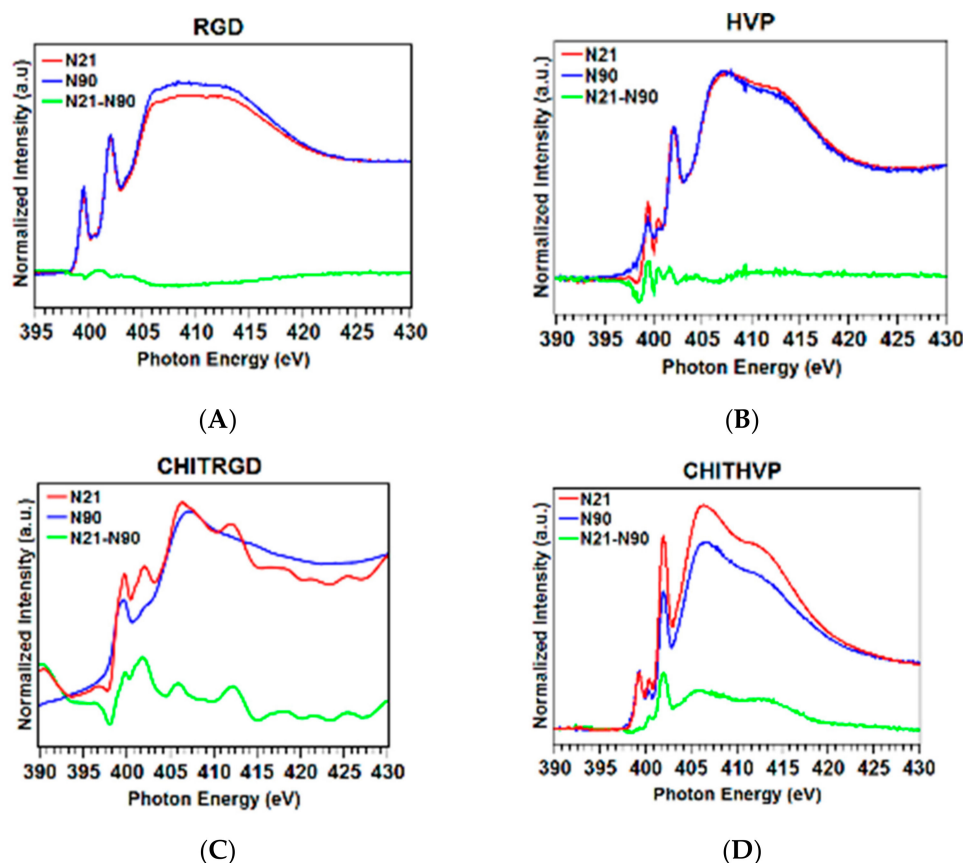 RGD
N21
N90
N21-N90
Normalized Intensity (a.u)
395 400 405 410 415 420 425 430
Photon Energy (eV)
(A)
HVP
N21
N90
N21-N90
Normalized Intensity (a.u.)
390 395 400 405 410 415 420 425 430
Photon Energy (eV)
(B)
CHITRGD
N21
N90
N21-N90
Normalized Intensity (a.u.)
390 395 400 405 410 415 420 425 430
Photon Energy (eV)
(C)
CHITHVP
N21
N90
N21-N90
Normalized Intensity (a.u.)
390 395 400 405 410 415 420 425 430
Photon Energy (eV)
(D)